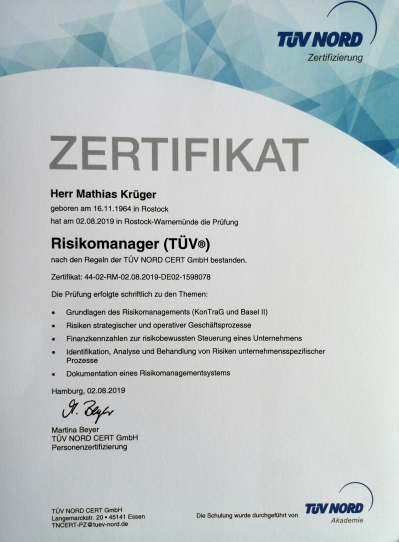 TÜV NORD
Zertifizierung
ZERTIFIKAT
Herr Mathias Krüger
geboren am 16.11.1964 in Rostock
hat am 02.08.2019 in Rostock-Warnemünde die Prüfung
Risikomanager (TÜV®)
nach den Regeln der TÜV NORD CERT GmbH bestanden.
Zertifikat: 44-02-RM-02.08.2019-DE02-1598078
Die Prüfung erfolgte schriftlich zu den Themen:
• Grundlagen des Risikomanagements (KonTraG und Basel II)
• Risiken strategischer und operativer Geschäftsprozesse
• Finanzkennzahlen zur risikobewussten Steuerung eines Unternehmens
• Identifikation, Analyse und Behandlung von Risiken unternehmensspezifischer
Prozesse
• Dokumentation eines Risikomanagementsystems
Hamburg, 02.08.2019
M. Beyer
Martina Beyer
TÜV NORD CERT GmbH
Personenzertifizierung
TÜV NORD CERT GmbH
Langemarckstr. 20 • 45141 Essen
TNCERT-PZ@tuev-nord.de
Die Schulung wurde durchgeführt von
TÜV NORD
Akademie